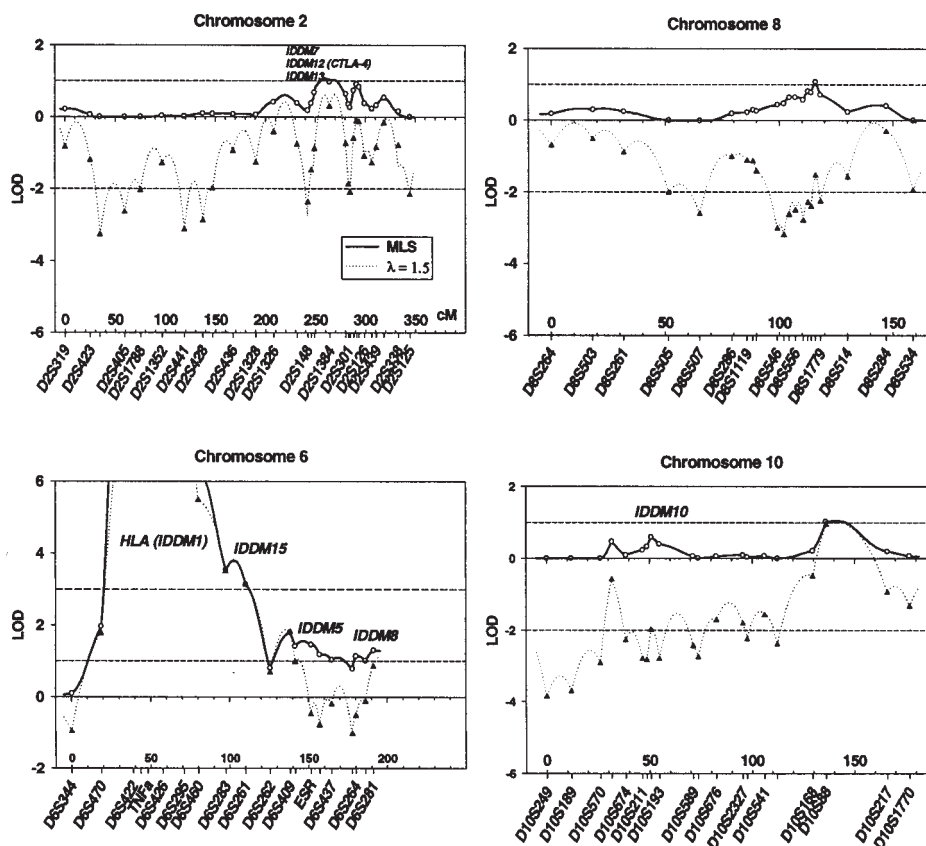 Chromosome 2
2
IDDM7
IDDM12 (CTLA-4)
IDDM13
0
LOD
-2
MLS
λ = 1.5
-4
0 50 100 150 200 250 300 350 cM
-6
D2S319 D2S423 D2S405 D2S1788 D2S1352 D2S441 D2S428 D2S436 D2S1328 D2S1326 D2S148 D2S1384 D2S301 D2S126 D2S439 D2S338 D2S125
Chromosome 8
2
0
LOD
-2
-4
0 50 100 150
-6
D8S264 D8S503 D8S261 D8S505 D8S507 D8S286 D8S1119 D8S546 D8S556 D8S1779 D8S514 D8S284 D8S534
Chromosome 6
6
HLA (IDDM1)
IDDM15
4
LOD
2
IDDM5
IDDM8
0
0 50 100 150 200
-2
D6S344 D6S470 D6S422 TNFa D6S426 D6S295 D6S460 D6S283 D6S261 D6S262 D6S409 ESR D6S437 D6S264 D6S281
Chromosome 10
2
IDDM10
0
LOD
-2
-4
0 50 100 150
-6
D10S249 D10S189 D10S570 D10S674 D10S211 D10S193 D10S589 D10S676 D10S2327 D10S541 D10S188 D10S217 D10S1770